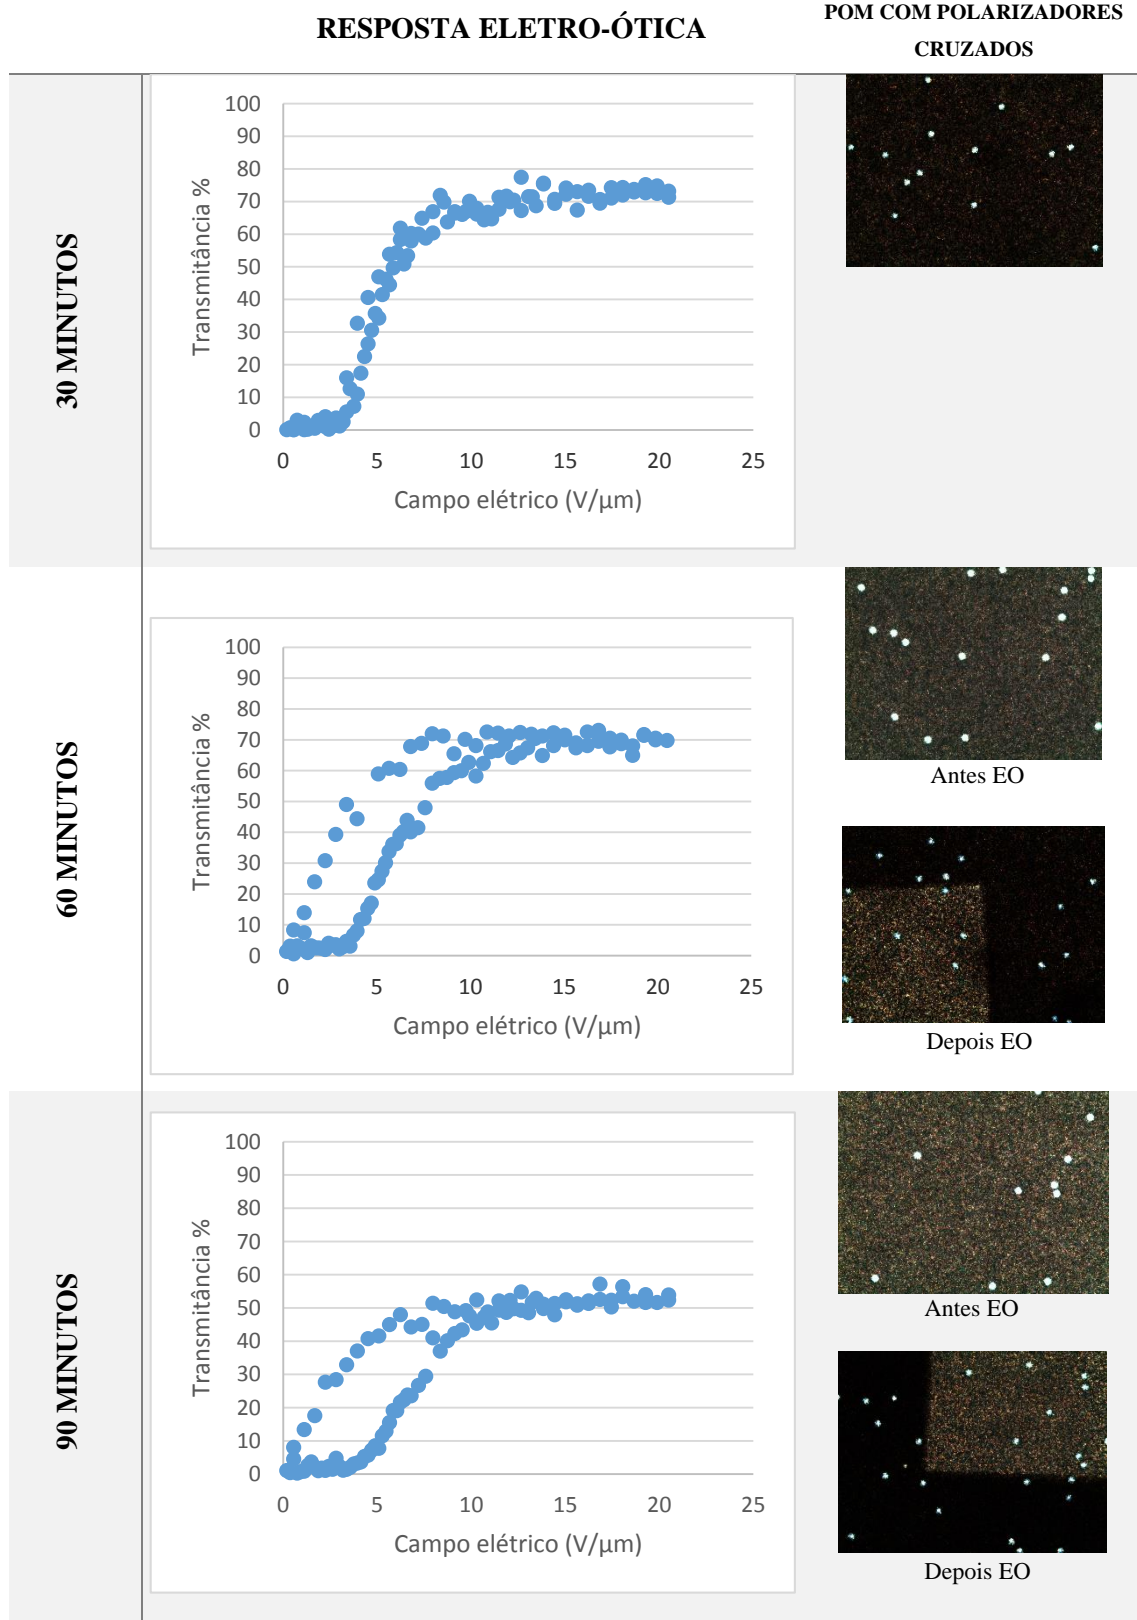 RESPOSTA ELETRO-ÓTICA
POM COM POLARIZADORES
CRUZADOS
30 MINUTOS
Transmitância %
100
90
80
70
60
50
40
30
20
10
0
0 5 10 15 20 25
Campo elétrico (V/µm)
60 MINUTOS
Transmitância %
100
90
80
70
60
50
40
30
20
10
0
0 5 10 15 20 25
Campo elétrico (V/µm)
Antes EO
Depois EO
90 MINUTOS
Transmitância %
100
90
80
70
60
50
40
30
20
10
0
0 5 10 15 20 25
Campo elétrico (V/µm)
Antes EO
Depois EO